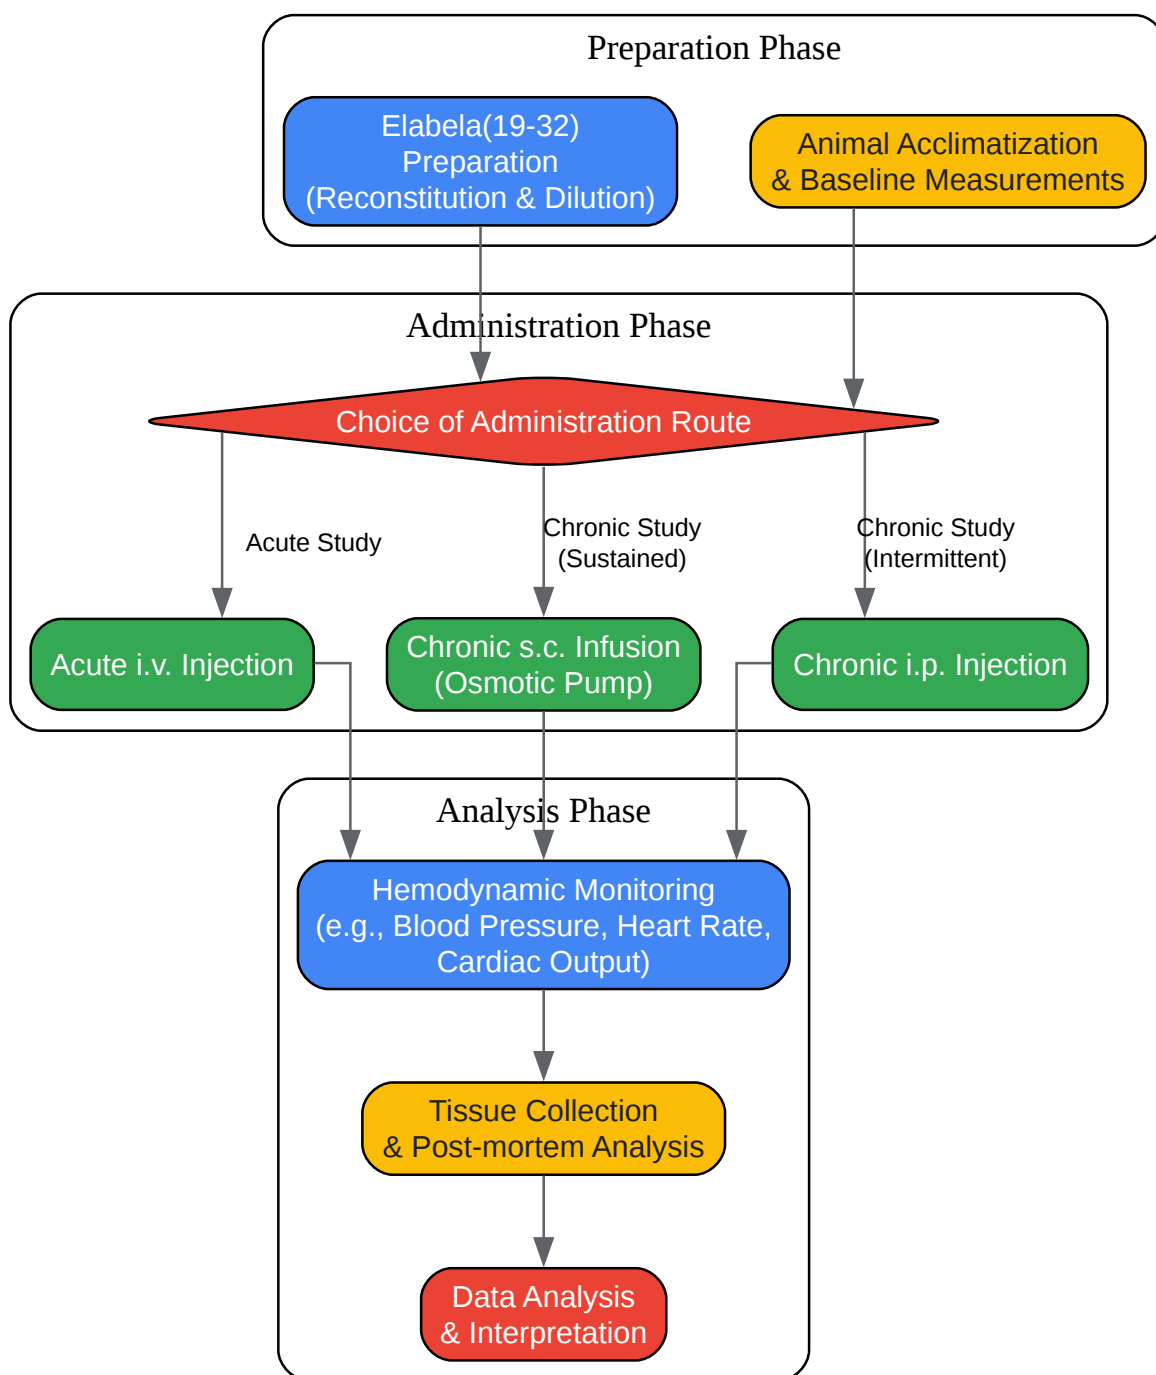 Preparation Phase
Elabela(19-32)
Preparation
(Reconstitution & Dilution)
Animal Acclimatization
& Baseline Measurements
Administration Phase
Choice of Administration Route
Acute Study
Chronic Study
(Sustained)
Chronic Study
(Intermittent)
Acute i.v. Injection
Chronic s.c. Infusion
(Osmotic Pump)
Chronic i.p. Injection
Analysis Phase
Hemodynamic Monitoring
(e.g., Blood Pressure, Heart Rate,
Cardiac Output)
Tissue Collection
& Post-mortem Analysis
Data Analysis
& Interpretation